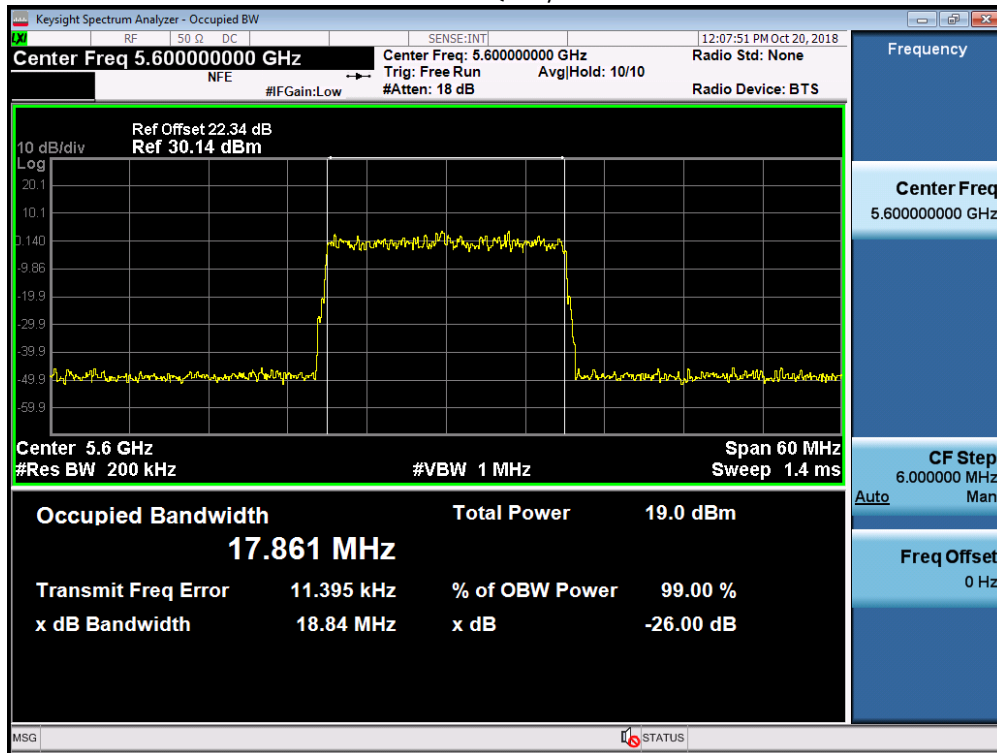 Keysight Spectrum Analyzer - Occupied BW
LXI RF 50 Ω DC SENSE:INT 12:07:51 PM Oct 20, 2018
Center Freq 5.600000000 GHz
NFE
#IFGain:Low
Center Freq: 5.600000000 GHz
Trig: Free Run Avg|Hold: 10/10
#Atten: 18 dB
Radio Std: None
Radio Device: BTS
Frequency
Ref Offset 22.34 dB
10 dB/div Ref 30.14 dBm
Log
20.1
10.1
0.140
-9.86
-19.9
-29.9
-39.9
-49.9
-59.9
Center 5.6 GHz Span 60 MHz
#Res BW 200 kHz #VBW 1 MHz Sweep 1.4 ms
Center Freq
5.600000000 GHz
CF Step
6.000000 MHz
Auto Man
Freq Offset
0 Hz
Occupied Bandwidth Total Power 19.0 dBm
17.861 MHz
Transmit Freq Error 11.395 kHz % of OBW Power 99.00 %
x dB Bandwidth 18.84 MHz x dB -26.00 dB
MSG STATUS